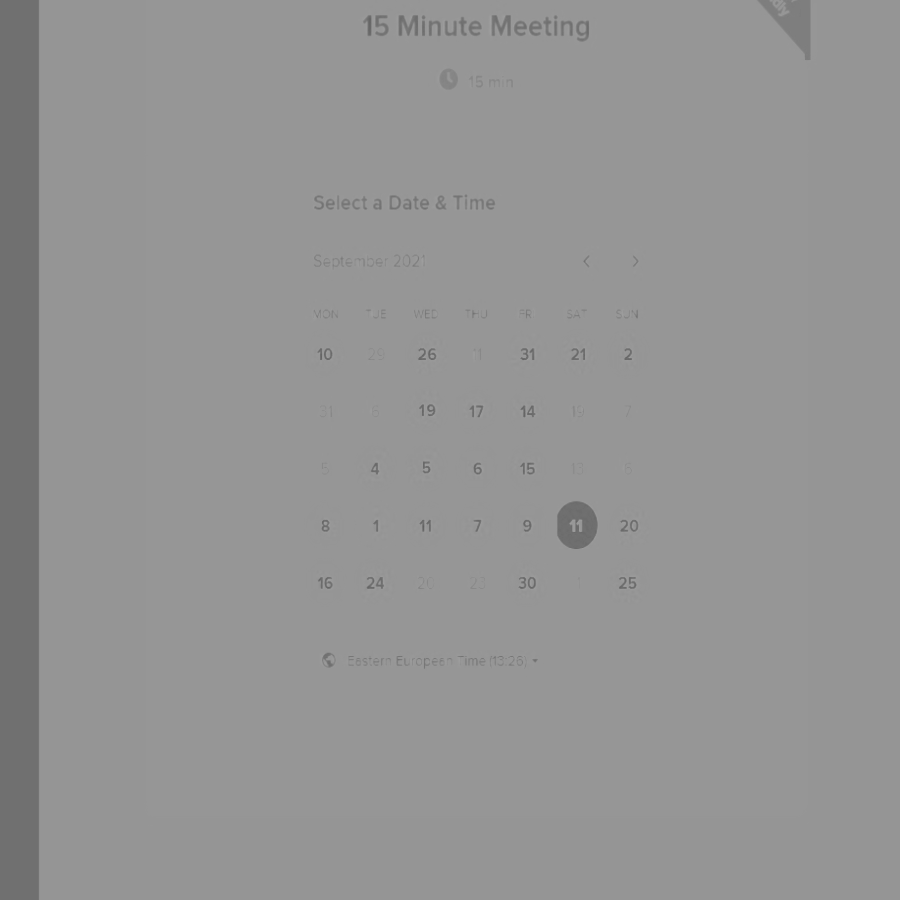 15 Minute Meeting
15 min
Select a Date & Time
September 2021
MON TUE WED THU FRI SAT SUN
10 29 26 11 31 21 2
31 8 19 17 14 19 7
5 4 5 6 15 13 6
8 1 11 7 9 11 20
16 24 20 23 30 1 25
Eastern European Time (13:26)